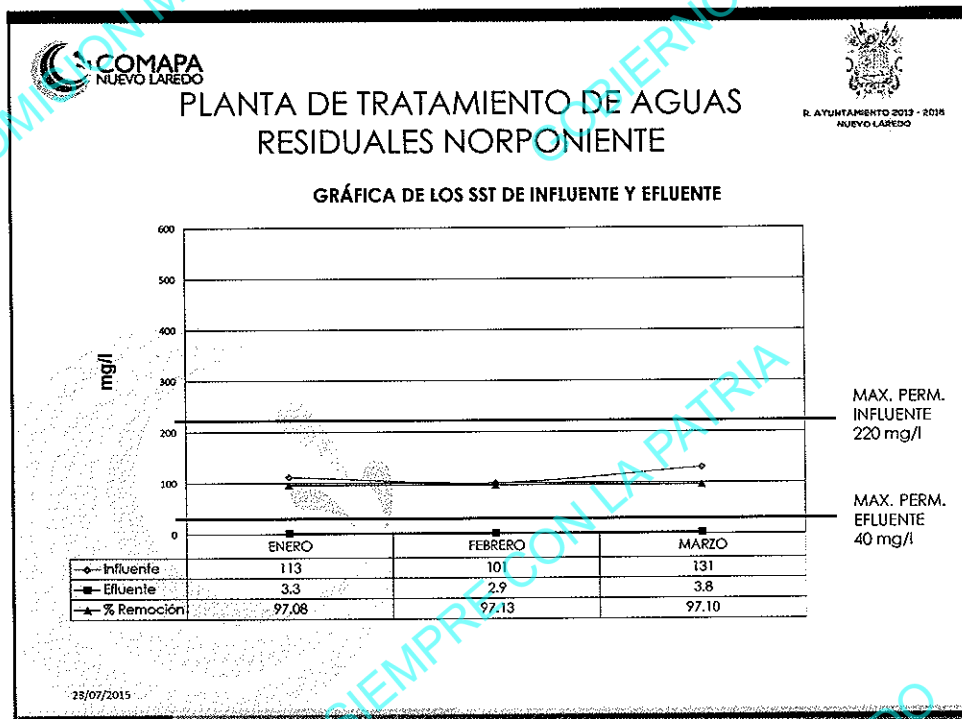 COMAPA
NUEVO LAREDO
R. AYUNTAMIENTO 2013 - 2016
NUEVO LAREDO
PLANTA DE TRATAMIENTO DE AGUAS
RESIDUALES NORPONIENTE
GRÁFICA DE LOS SST DE INFLUENTE Y EFLUENTE
mg/l
600
500
400
300
200
100
0
MAX. PERM.
INFLUENTE
220 mg/l
MAX. PERM.
EFLUENTE
40 mg/l
ENERO FEBRERO MARZO
Influente 113 101 131
Efluente 3.3 2.9 3.8
% Remoción 97.08 97.13 97.10
23/07/2015
COMISION M
GOBIERNO
SIEMPRE CON LA PATRIA